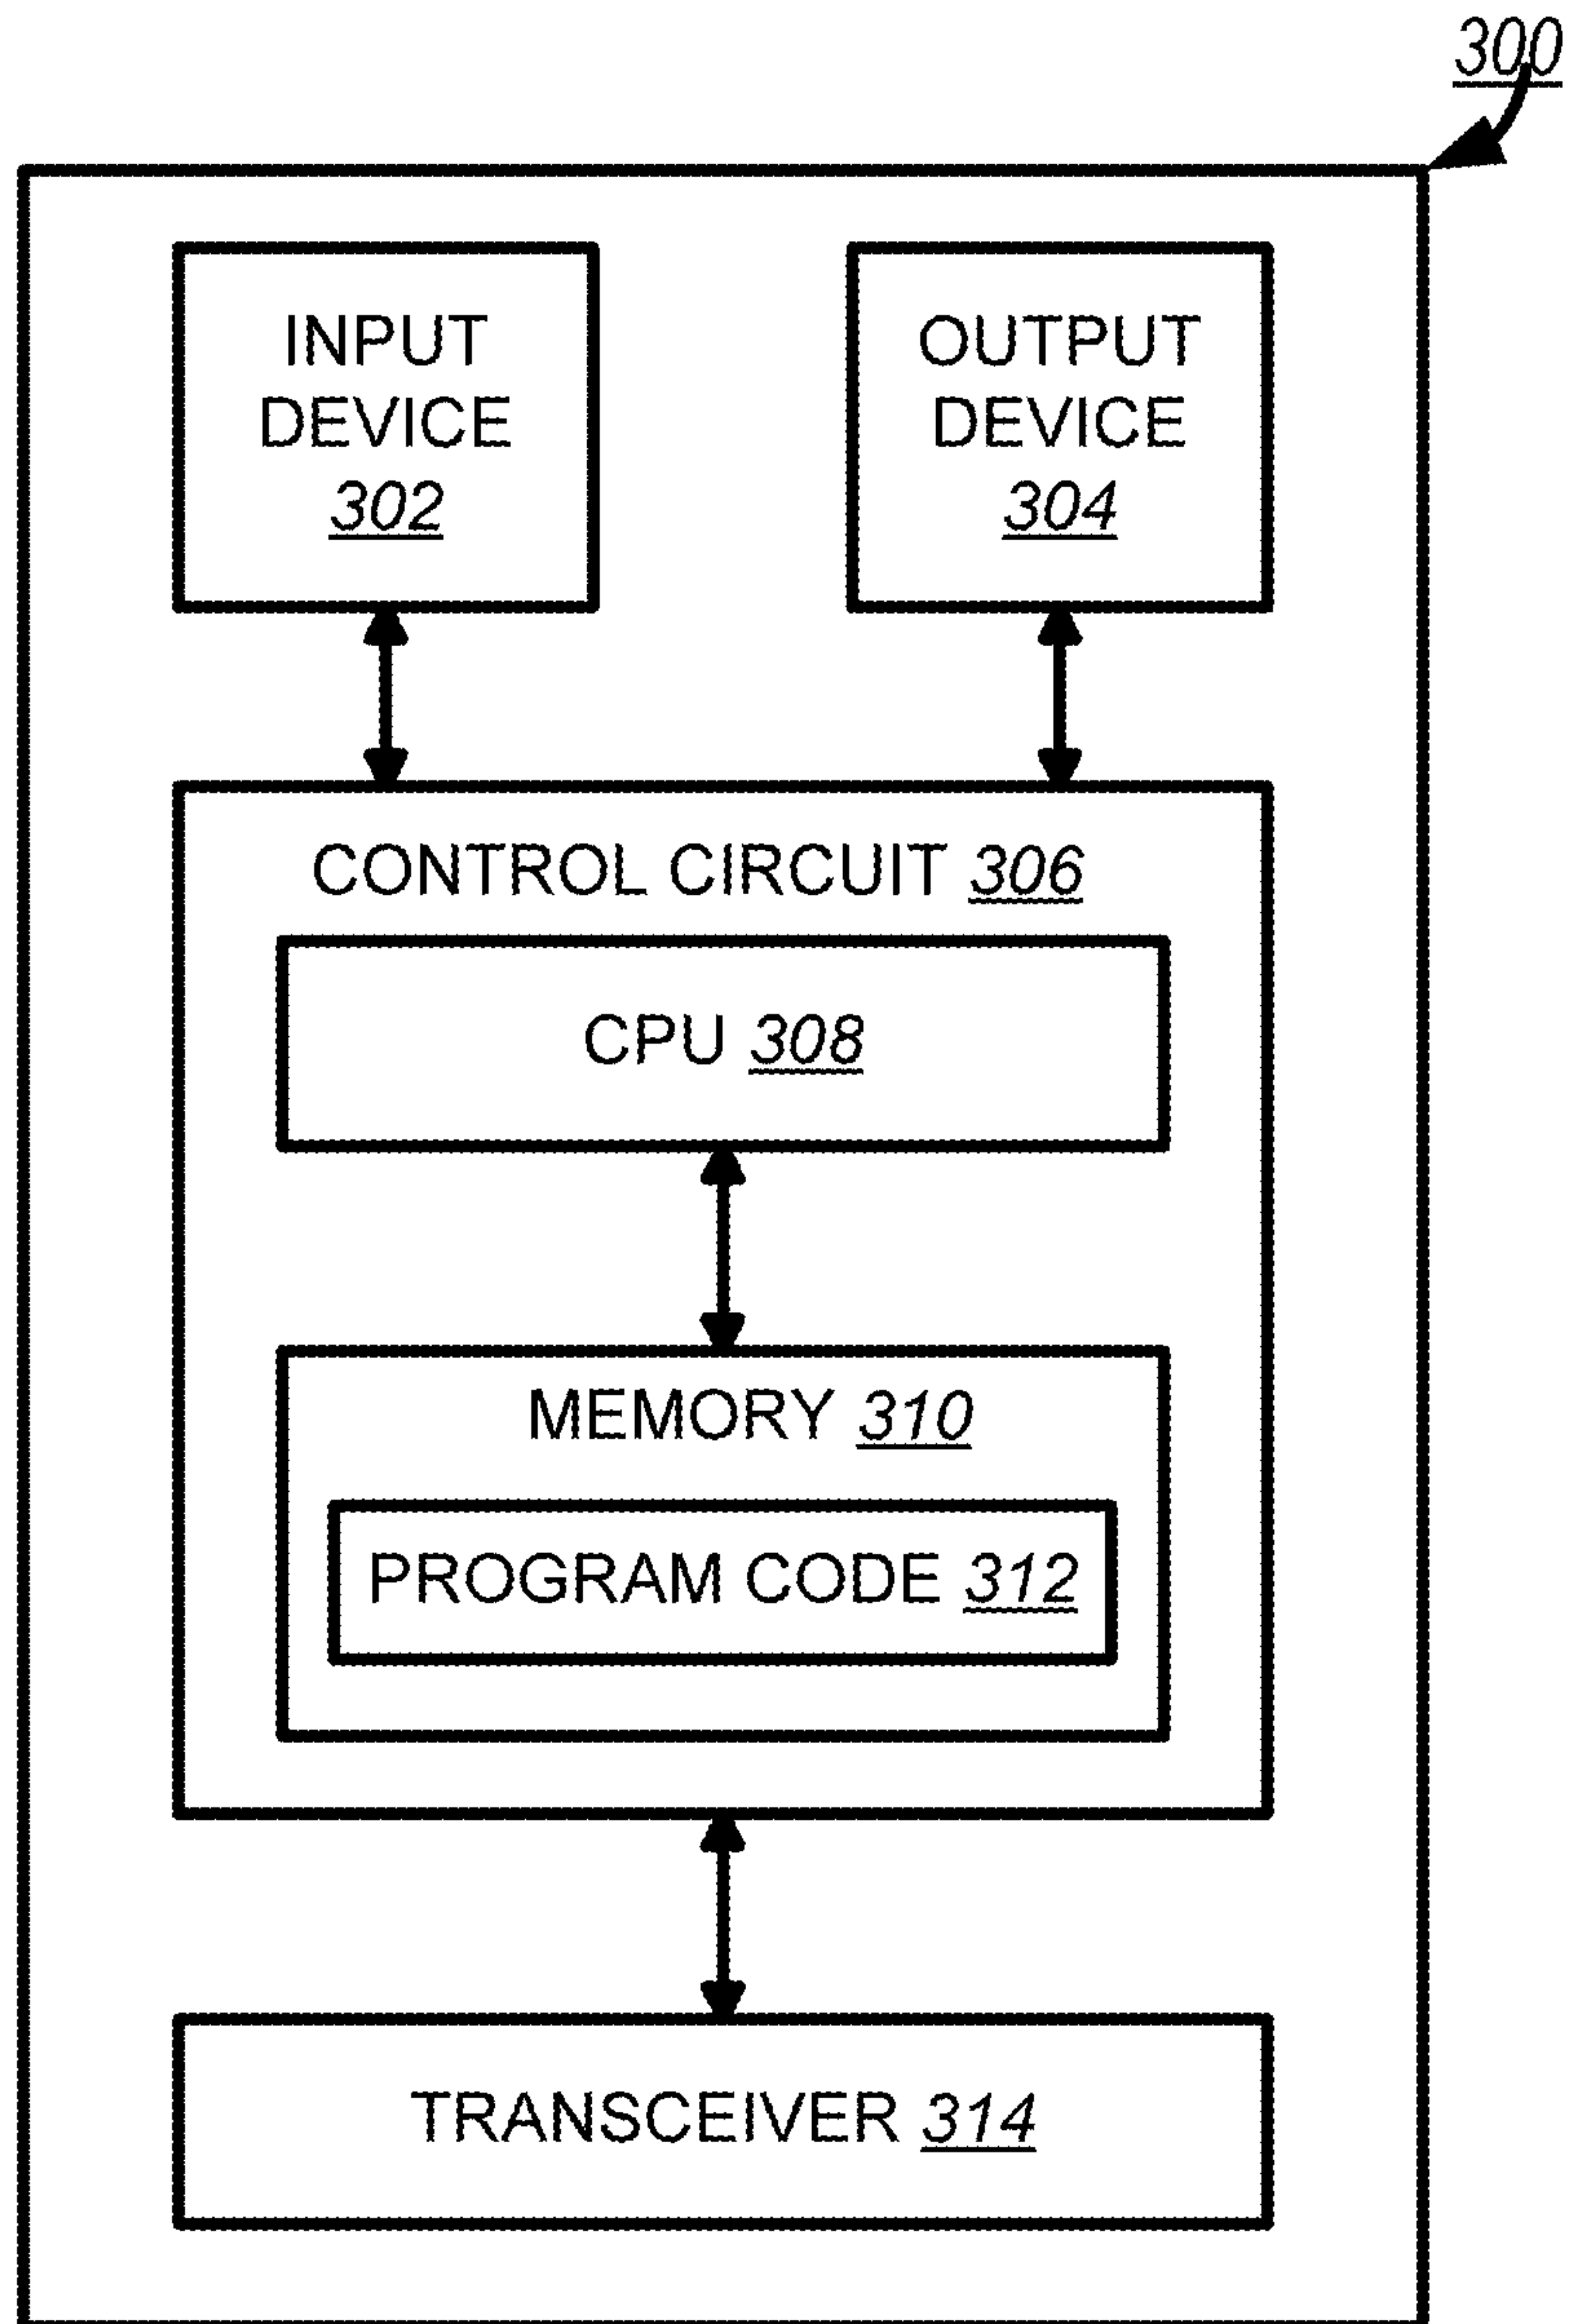 300
INPUT
DEVICE
302
OUTPUT
DEVICE
304
CONTROL CIRCUIT 306
CPU 308
MEMORY 310
PROGRAM CODE 312
TRANSCEIVER 314